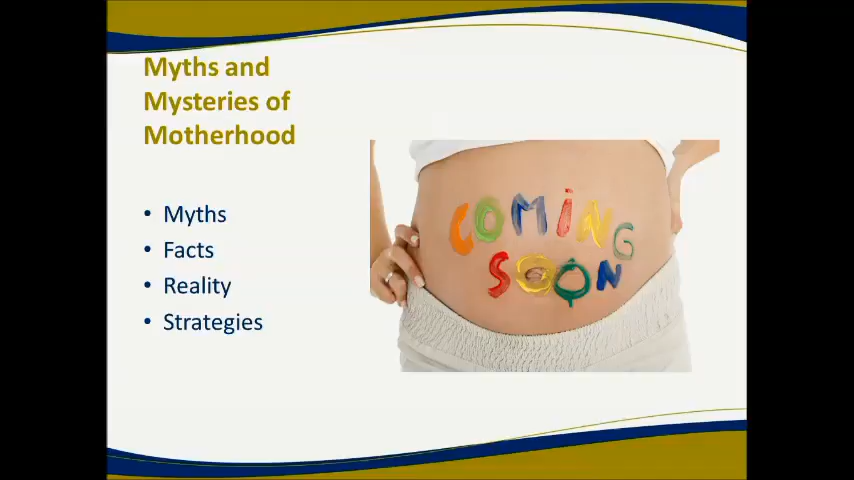 Myths and
Mysteries of
Motherhood
• Myths
• Facts
• Reality
• Strategies
COMiNG
SOON